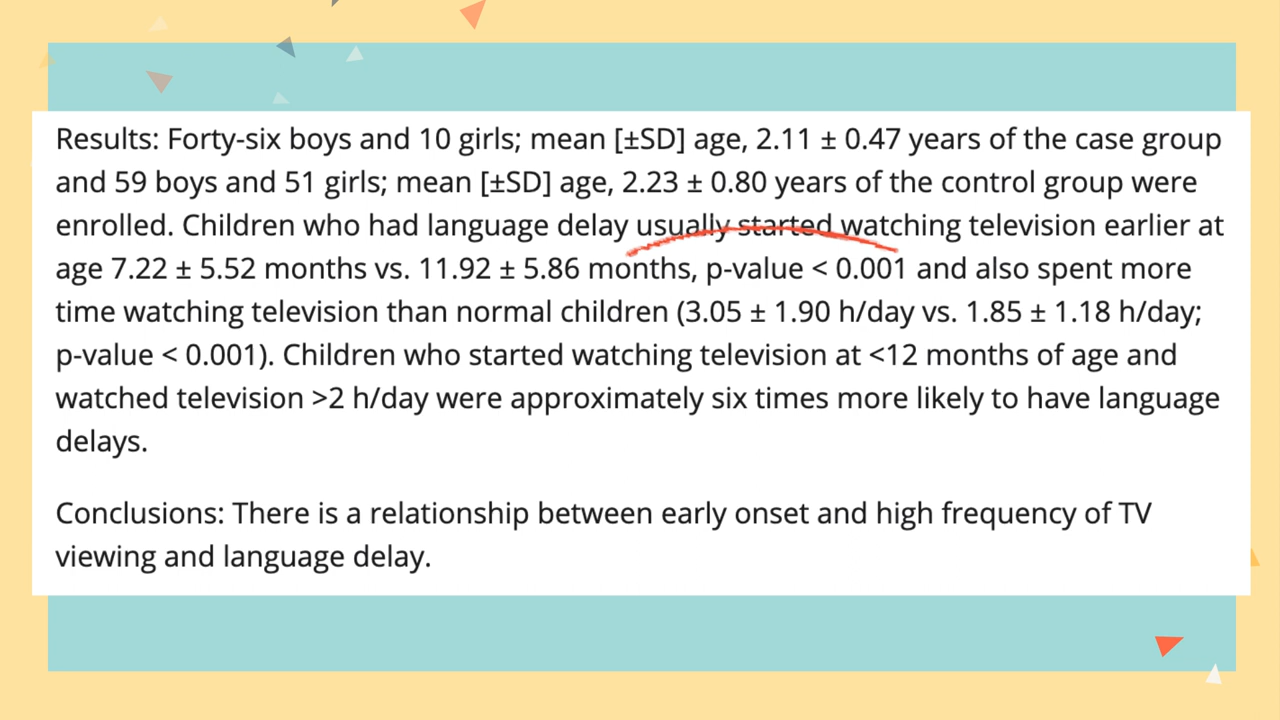 Results: Forty-six boys and 10 girls; mean [±SD] age, 2.11 ± 0.47 years of the case group
and 59 boys and 51 girls; mean [±SD] age, 2.23 ± 0.80 years of the control group were
enrolled. Children who had language delay usually started watching television earlier at
age 7.22 ± 5.52 months vs. 11.92 ± 5.86 months, p-value < 0.001 and also spent more
time watching television than normal children (3.05 ± 1.90 h/day vs. 1.85 ± 1.18 h/day;
p-value < 0.001). Children who started watching television at <12 months of age and
watched television >2 h/day were approximately six times more likely to have language
delays.
Conclusions: There is a relationship between early onset and high frequency of TV
viewing and language delay.